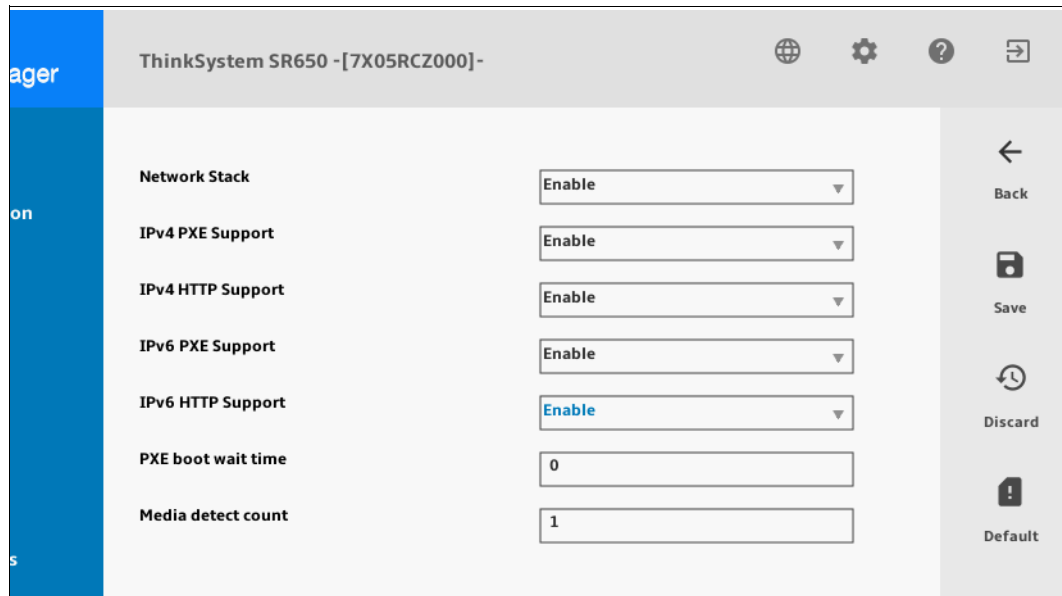 ager
ThinkSystem SR650 -[7X05RCZ000]-
on
s
Network Stack
Enable
IPv4 PXE Support
Enable
IPv4 HTTP Support
Enable
IPv6 PXE Support
Enable
IPv6 HTTP Support
Enable
PXE boot wait time
0
Media detect count
1
Back
Save
Discard
Default